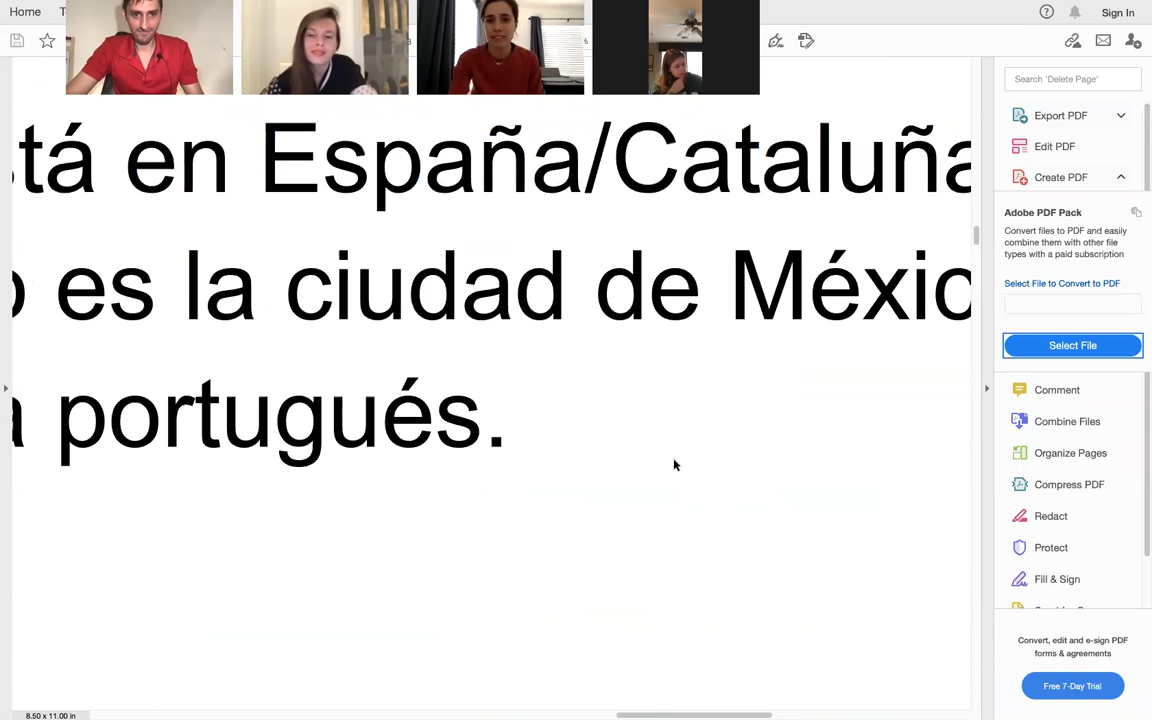 Home
Sign In
tá en España/Cataluña
es la ciudad de Méxic
portugués.
Search 'Delete Page'
Export PDF
Edit PDF
Create PDF
Adobe PDF Pack
Convert files to PDF and easily
combine them with other file
types with a paid subscription
Select File to Convert to PDF
Select File
Comment
Combine Files
Organize Pages
Compress PDF
Redact
Protect
Fill & Sign
Convert, edit and e-sign PDF
forms & agreements
Free 7-Day Trial
8.50 x 11.00 in